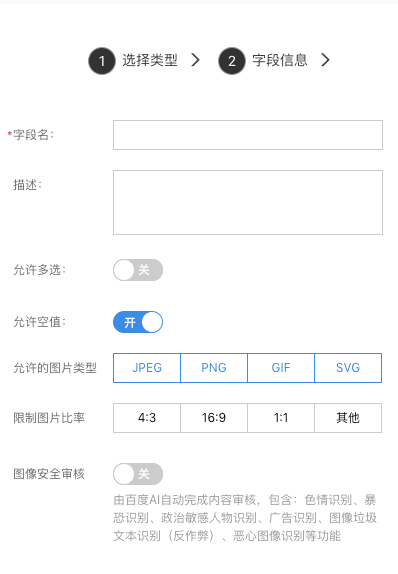 1 选择类型 2 字段信息
*字段名：
描述：
允许多选： 关
允许空值： 开
允许的图片类型 JPEG PNG GIF SVG
限制图片比率 4:3 16:9 1:1 其他
图像安全审核 关
由百度AI自动完成内容审核，包含：色情识别、暴
恐识别、政治敏感人物识别、广告识别、图像垃圾
文本识别（反作弊）、恶心图像识别等功能